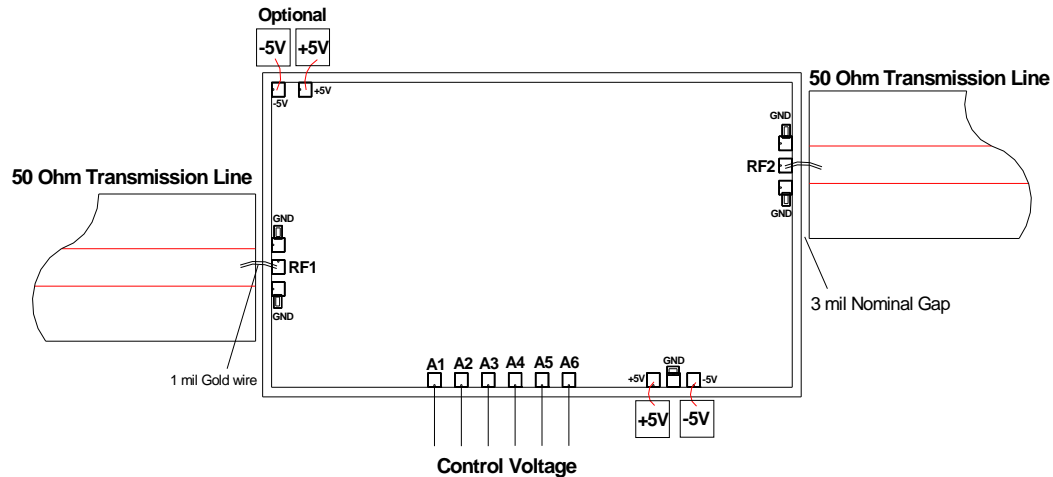 Optional
-5V +5V
-5V +5V
50 Ohm Transmission Line
GND
RF2
GND
3 mil Nominal Gap
50 Ohm Transmission Line
GND
RF1
GND
1 mil Gold wire
A1 A2 A3 A4 A5 A6
GND
+5V -5V
+5V -5V
Control Voltage